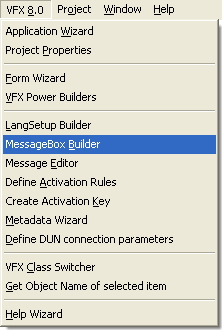 VFX 8.0 Project Window Help
Application Wizard
Project Properties
Form Wizard
VFX Power Builders
LangSetup Builder
MessageBox Builder
Message Editor
Define Activation Rules
Create Activation Key
Metadata Wizard
Define DUN connection parameters
VFX Class Switcher
Get Object Name of selected item
Help Wizard